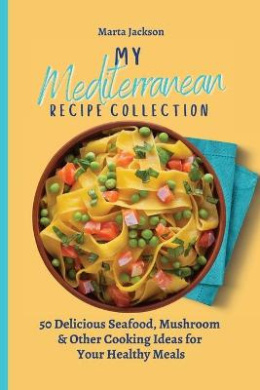 Marta Jackson
MY
Mediterranean
RECIPE COLLECTION
50 Delicious Seafood, Mushroom
& Other Cooking Ideas for
Your Healthy Meals